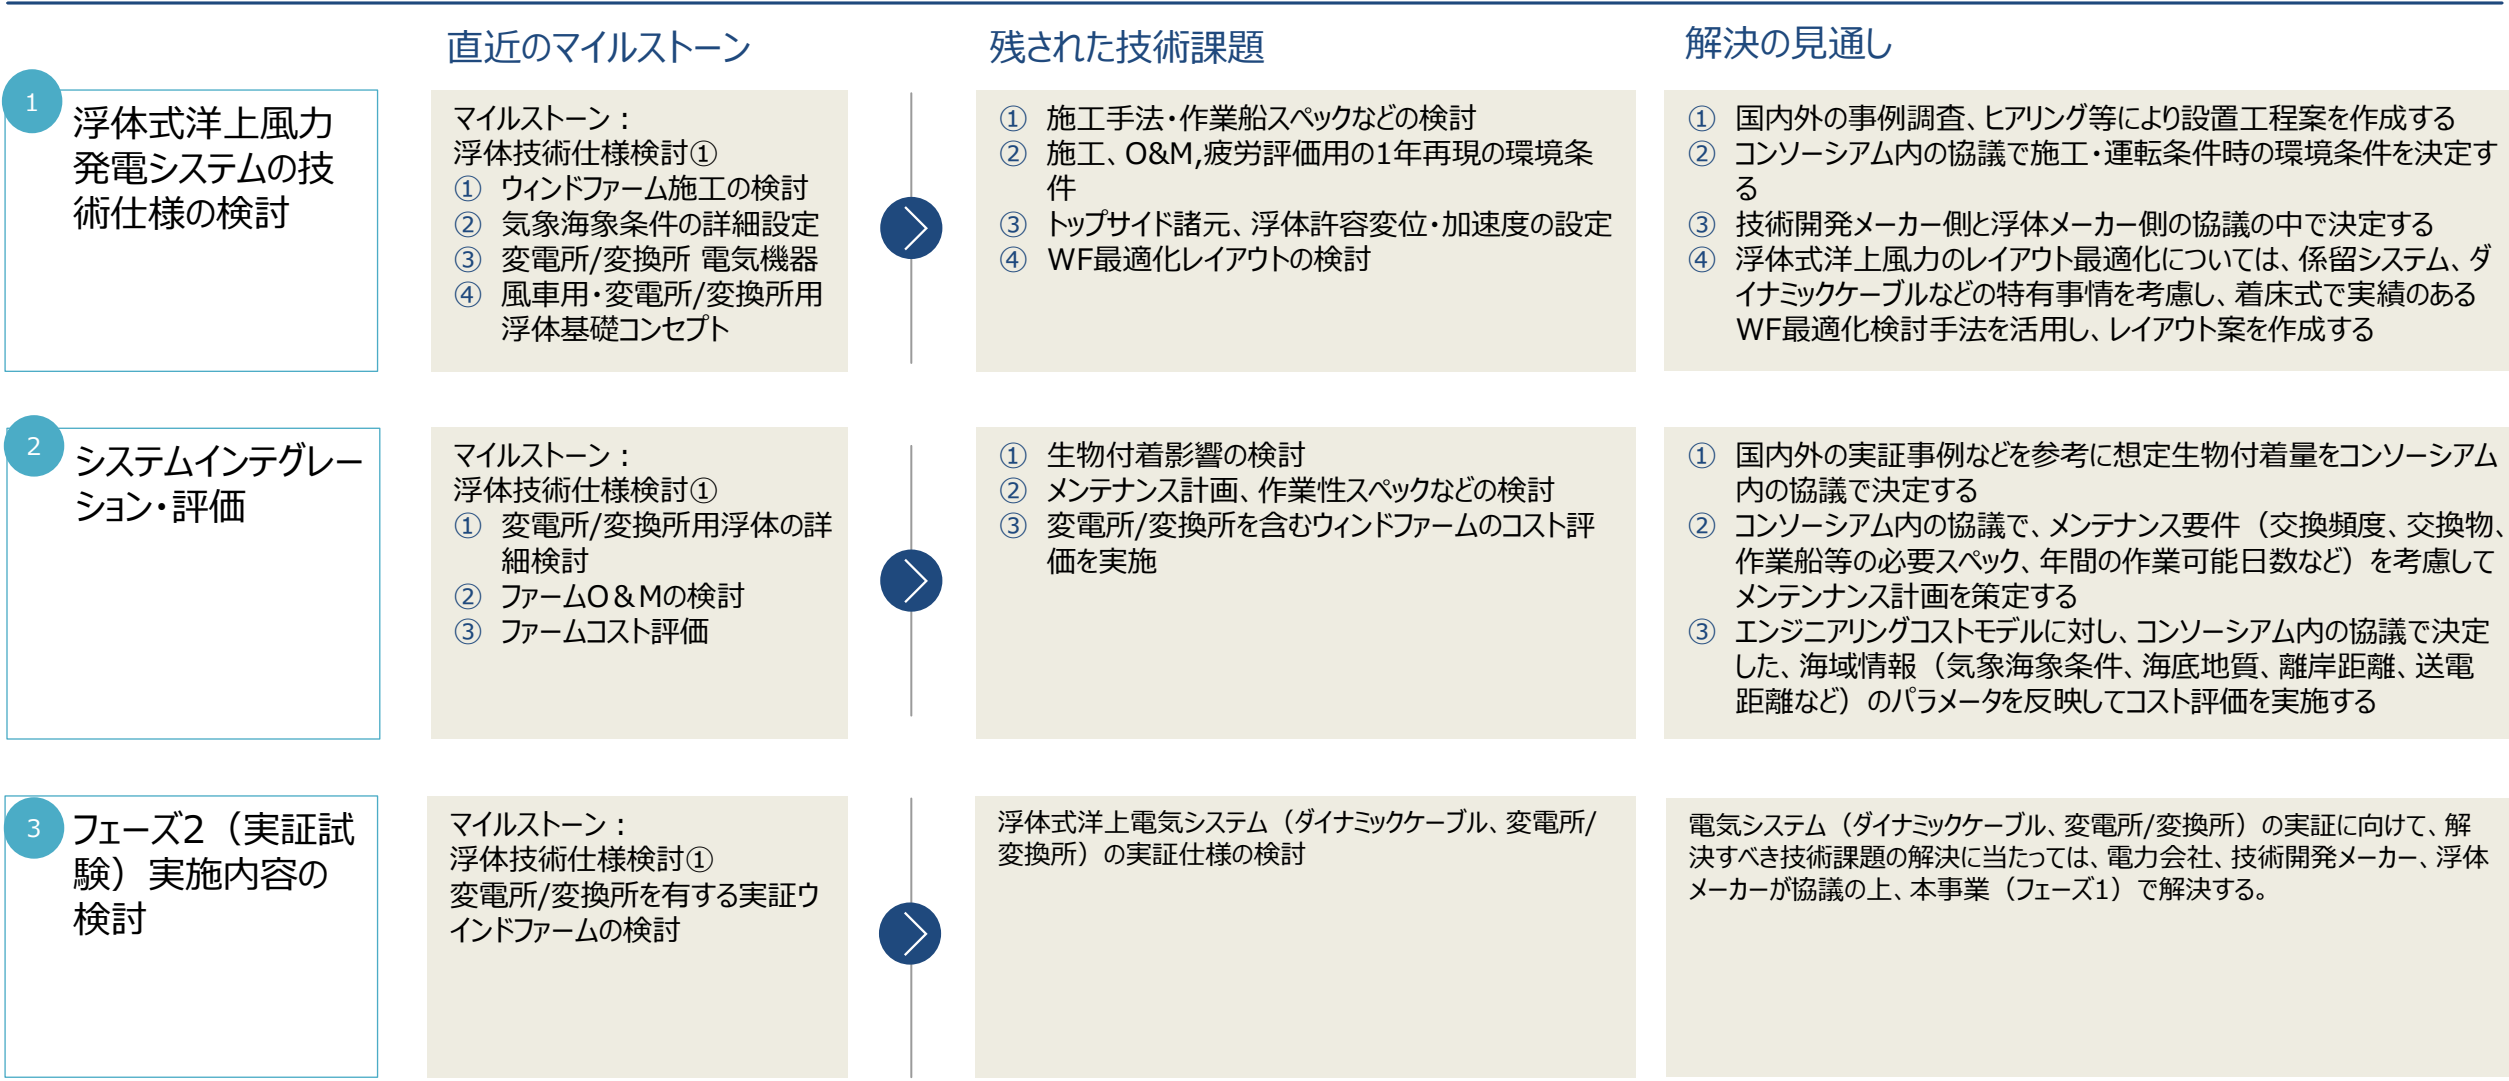 直近のマイルストーン
残された技術課題
解決の見通し
1
浮体式洋上風力
発電システムの技
術仕様の検討
マイルストーン：
浮体技術仕様検討①
① ウィンドファーム施工の検討
② 気象海象条件の詳細設定
③ 変電所/変換所 電気機器
④ 風車用・変電所/変換所用
浮体基礎コンセプト
① 施工手法・作業船スペックなどの検討
② 施工、O&M,疲労評価用の1年再現の環境条
件
③ トップサイド諸元、浮体許容変位・加速度の設定
④ WF最適化レイアウトの検討
① 国内外の事例調査、ヒアリング等により設置工程案を作成する
② コンソーシアム内の協議で施工・運転条件時の環境条件を決定す
る
③ 技術開発メーカー側と浮体メーカー側の協議の中で決定する
④ 浮体式洋上風力のレイアウト最適化については、係留システム、ダ
イナミックケーブルなどの特有事情を考慮し、着床式で実績のある
WF最適化検討手法を活用し、レイアウト案を作成する
2
システムインテグレー
ション・評価
マイルストーン：
浮体技術仕様検討①
① 変電所/変換所用浮体の詳
細検討
② ファームO＆Mの検討
③ ファームコスト評価
① 生物付着影響の検討
② メンテナンス計画、作業性スペックなどの検討
③ 変電所/変換所を含むウィンドファームのコスト評
価を実施
① 国内外の実証事例などを参考に想定生物付着量をコンソーシアム
内の協議で決定する
② コンソーシアム内の協議で、メンテナンス要件（交換頻度、交換物、
作業船等の必要スペック、年間の作業可能日数など）を考慮して
メンテンナンス計画を策定する
③ エンジニアリングコストモデルに対し、コンソーシアム内の協議で決定
した、海域情報（気象海象条件、海底地質、離岸距離、送電
距離など）のパラメータを反映してコスト評価を実施する
3
フェーズ2（実証試
験）実施内容の
検討
マイルストーン：
浮体技術仕様検討①
変電所/変換所を有する実証ウ
インドファームの検討
浮体式洋上電気システム（ダイナミックケーブル、変電所/
変換所）の実証仕様の検討
電気システム（ダイナミックケーブル、変電所/変換所）の実証に向けて、解
決すべき技術課題の解決に当たっては、電力会社、技術開発メーカー、浮体
メーカーが協議の上、本事業（フェーズ1）で解決する。